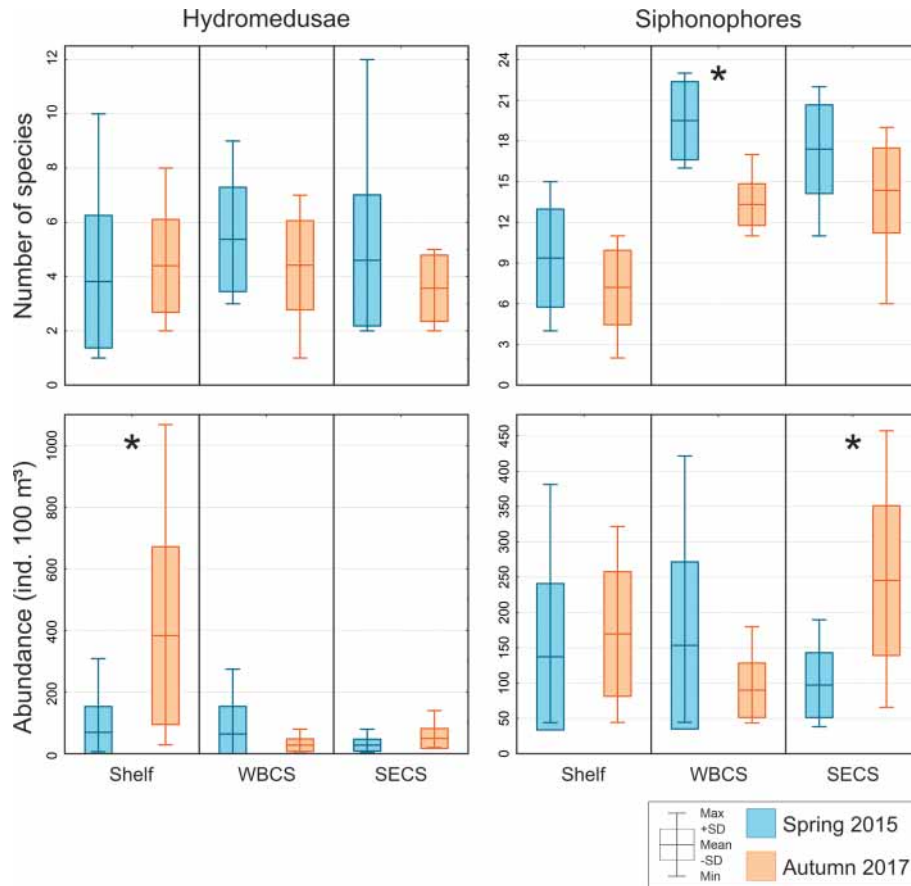 Hydromedusae
Siphonophores
Number of species
12
10
8
6
4
2
0
24
21
18
15
12
9
6
3
0
*
Abundance (ind. 100 m⁻³)
1000
800
600
400
200
0
*
450
400
350
300
250
200
150
100
50
0
*
Shelf
WBCS
SECS
Shelf
WBCS
SECS
Max
+SD
Mean
-SD
Min
Spring 2015
Autumn 2017